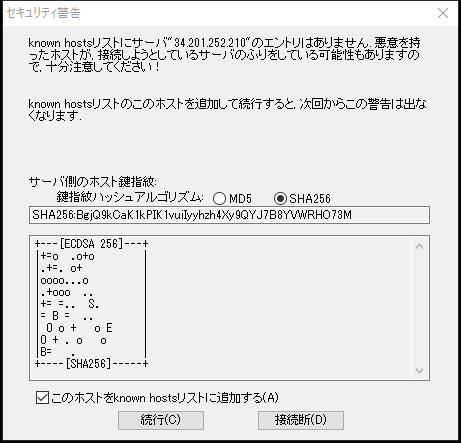 セキュリティ警告
known hostsリストにサーバ"34.201.252.210"のエントリはありません. 悪意を持
ったホストが, 接続しようとしているサーバのふりをしている可能性もありますの
で, 十分注意してください！
known hostsリストのこのホストを追加して続行すると, 次回からこの警告は出な
くなります.
サーバ側のホスト鍵指紋:
鍵指紋ハッシュアルゴリズム: MD5 SHA256
SHA256:BgjQ9kCaK1kPIK1vuiIyyhzh4Xy9QYJ7B8YVWRHO73M
+---[ECDSA 256]---+
|+=o  .o+o        |
|.+=. o+          |
|oooo...o         |
|.+ooo  ..        |
|+= =..  S.       |
|= B =  ..        |
| O o +   o E     |
|O + . o   o      |
|B=   .           |
+----[SHA256]-----+
このホストをknown hostsリストに追加する(A)
続行(C) 接続断(D)